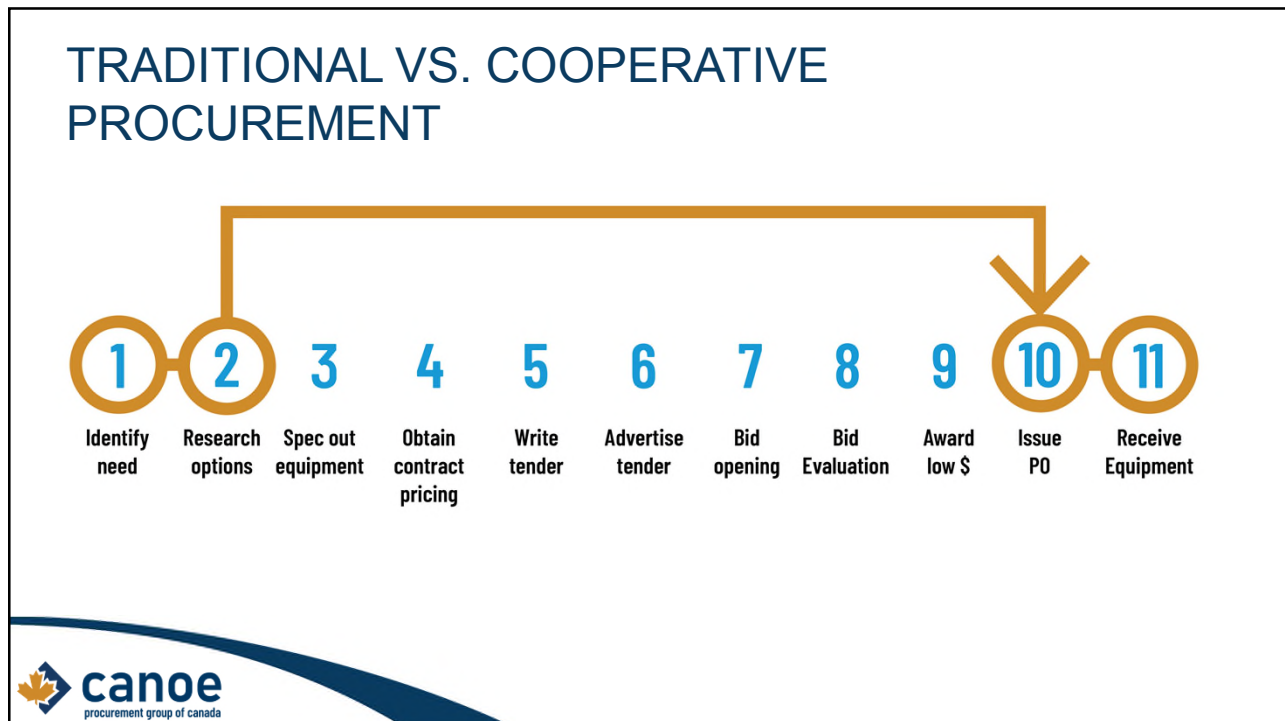 TRADITIONAL VS. COOPERATIVE
PROCUREMENT
1
Identify
need
2
Research
options
3
Spec out
equipment
4
Obtain
contract
pricing
5
Write
tender
6
Advertise
tender
7
Bid
opening
8
Bid
Evaluation
9
Award
low $
10
Issue
PO
11
Receive
Equipment
canoe
procurement group of canada